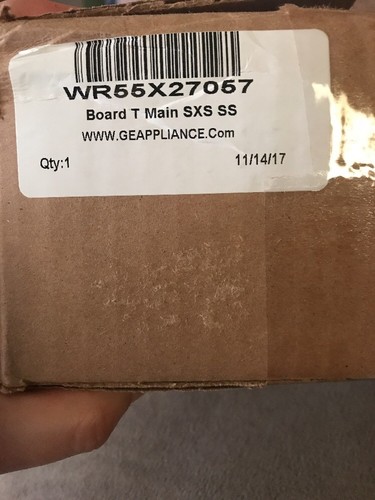 WR55X27057
Board T Main SXS SS
WWW.GEAPPLIANCE.Com
Qty:1 11/14/17